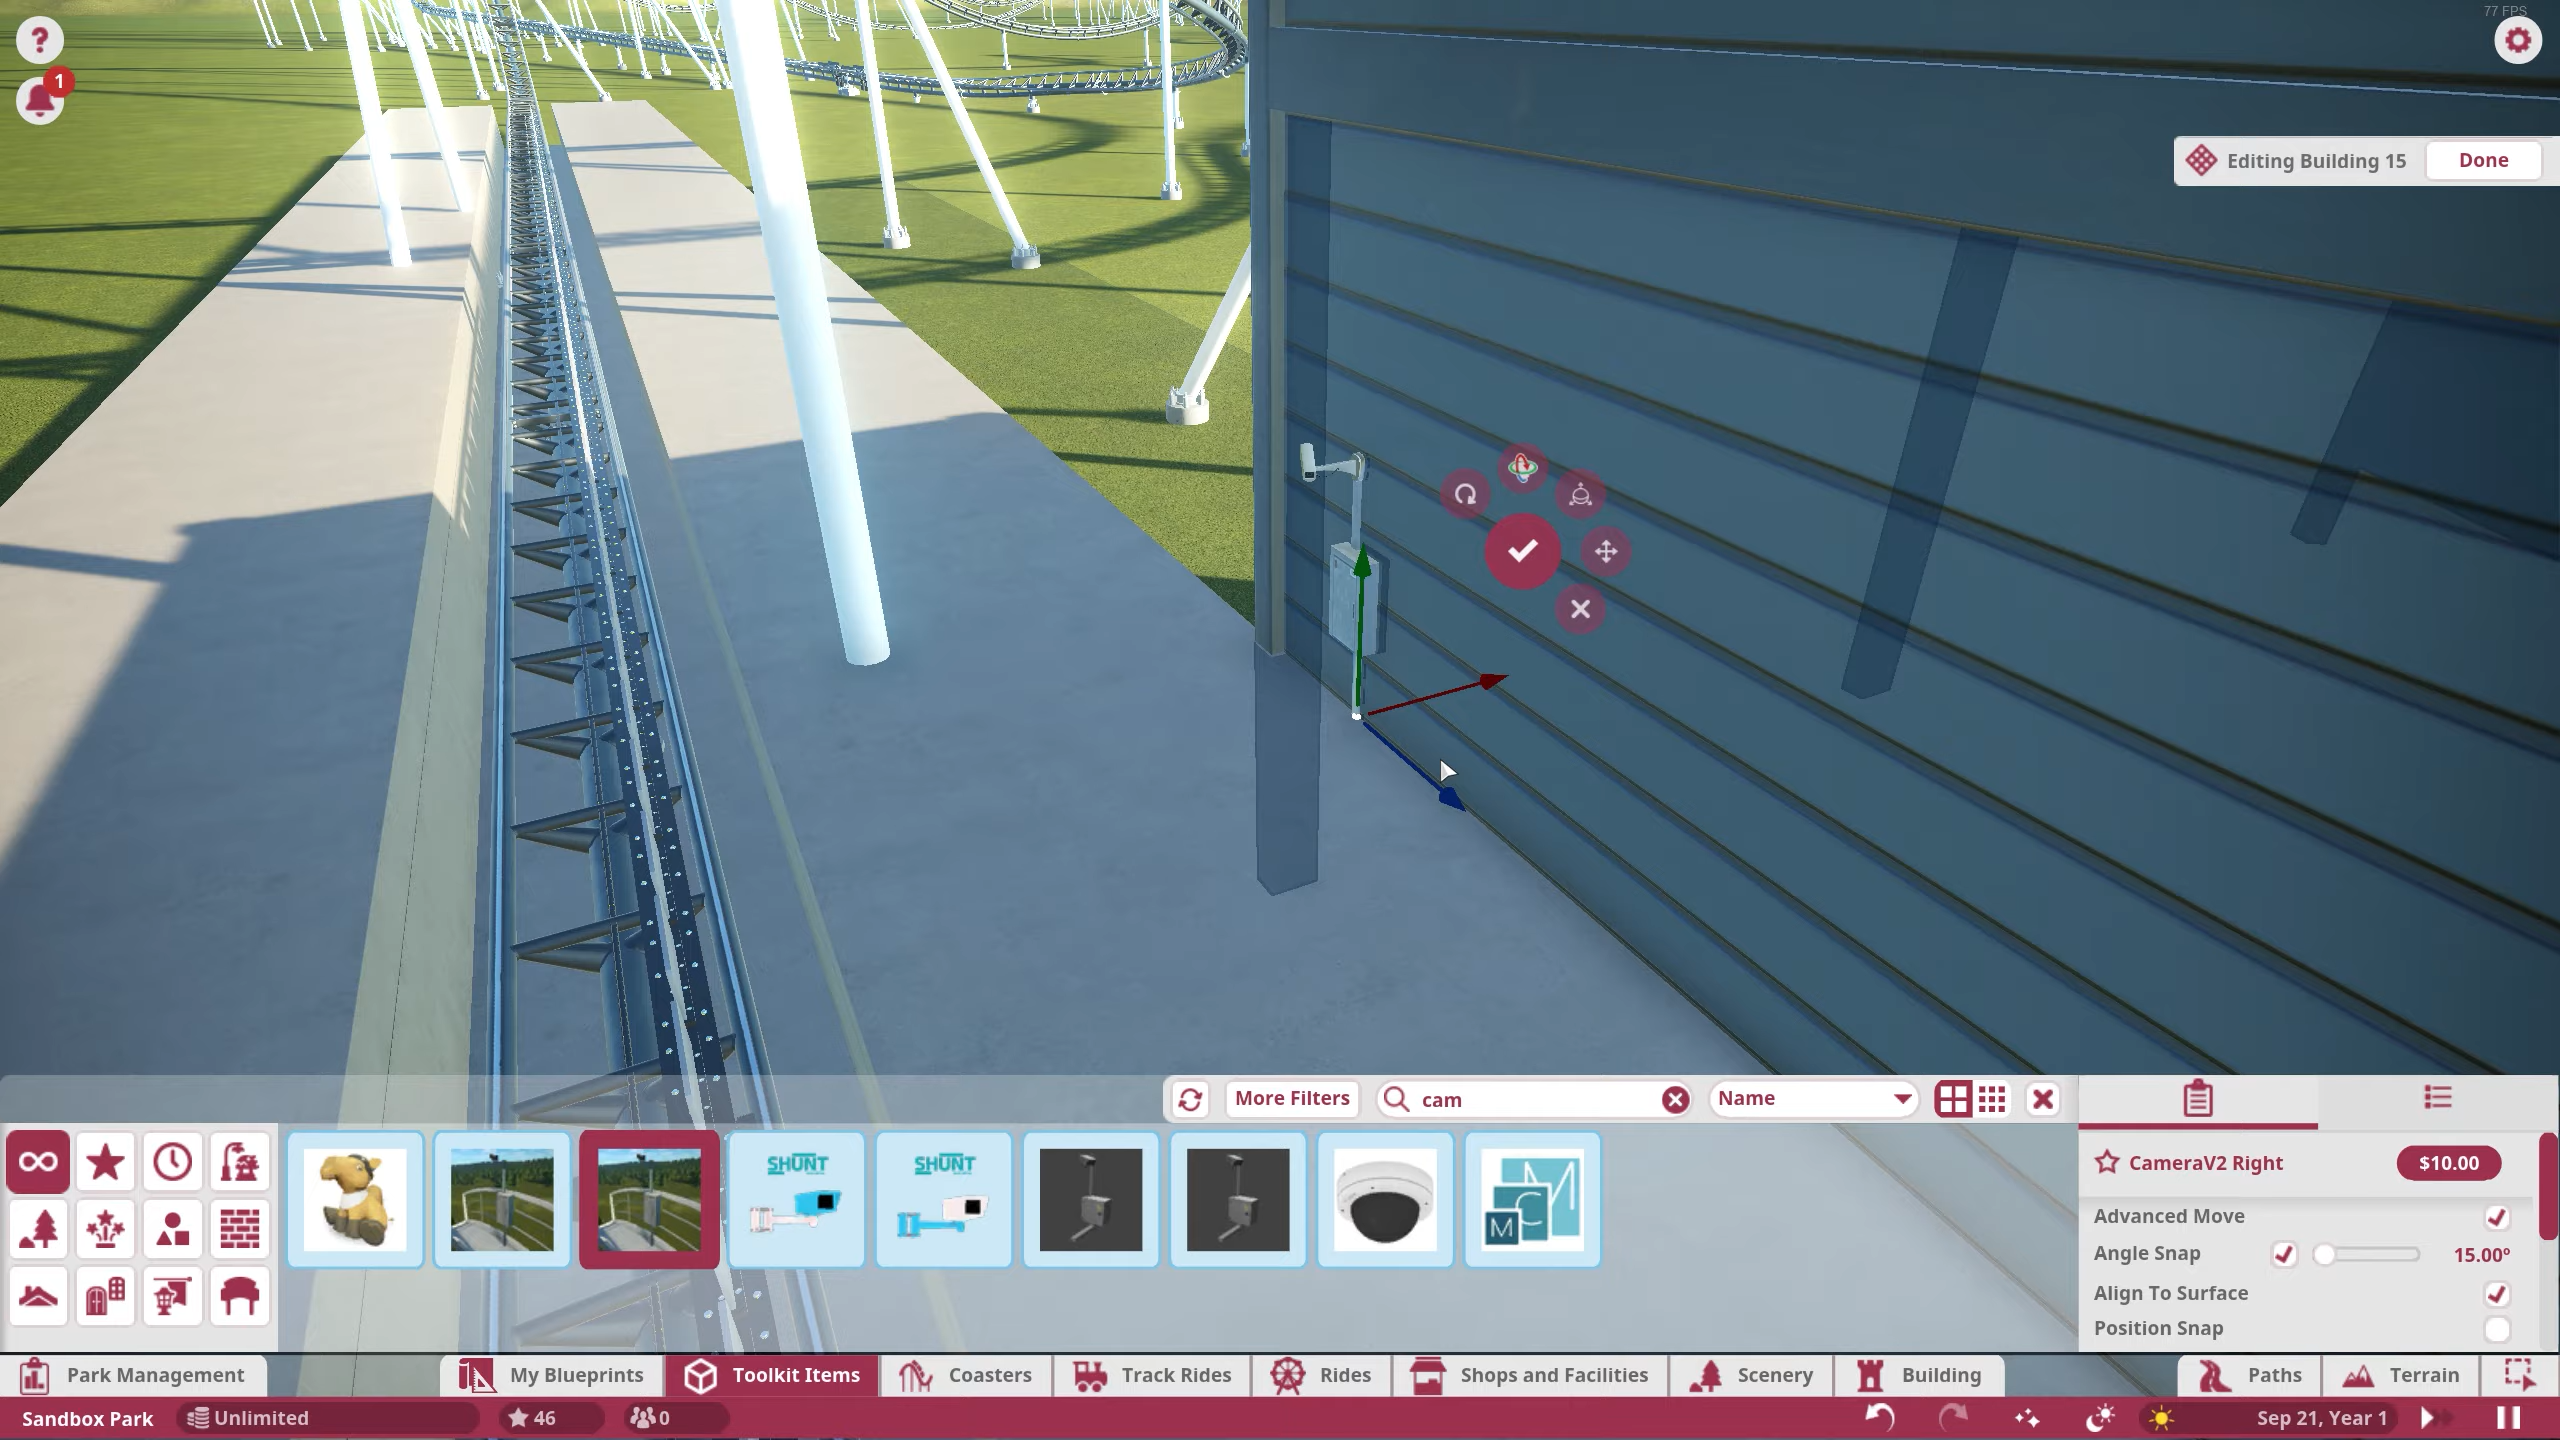 77 FPS
?
1
Editing Building 15
Done
More Filters
cam
Name
SHUNT
SHUNT
M
C
M
CameraV2 Right
$10.00
Advanced Move
Angle Snap
15.00°
Align To Surface
Position Snap
Park Management
My Blueprints
Toolkit Items
Coasters
Track Rides
Rides
Shops and Facilities
Scenery
Building
Paths
Terrain
Sandbox Park
Unlimited
46
0
Sep 21, Year 1